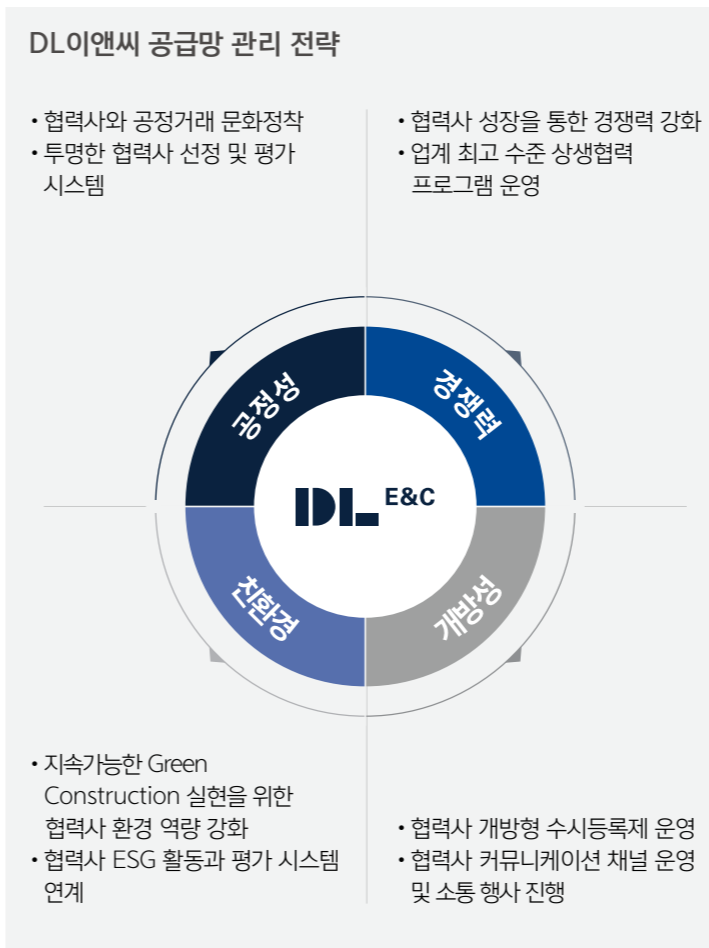 DL이앤씨 공급망 관리 전략
• 협력사와 공정거래 문화정착
• 투명한 협력사 선정 및 평가
시스템
• 협력사 성장을 통한 경쟁력 강화
• 업계 최고 수준 상생협력
프로그램 운영
공정성
경쟁력
DL E&C
친환경
개방성
• 지속가능한 Green
Construction 실현을 위한
협력사 환경 역량 강화
• 협력사 ESG 활동과 평가 시스템
연계
• 협력사 개방형 수시등록제 운영
• 협력사 커뮤니케이션 채널 운영
및 소통 행사 진행